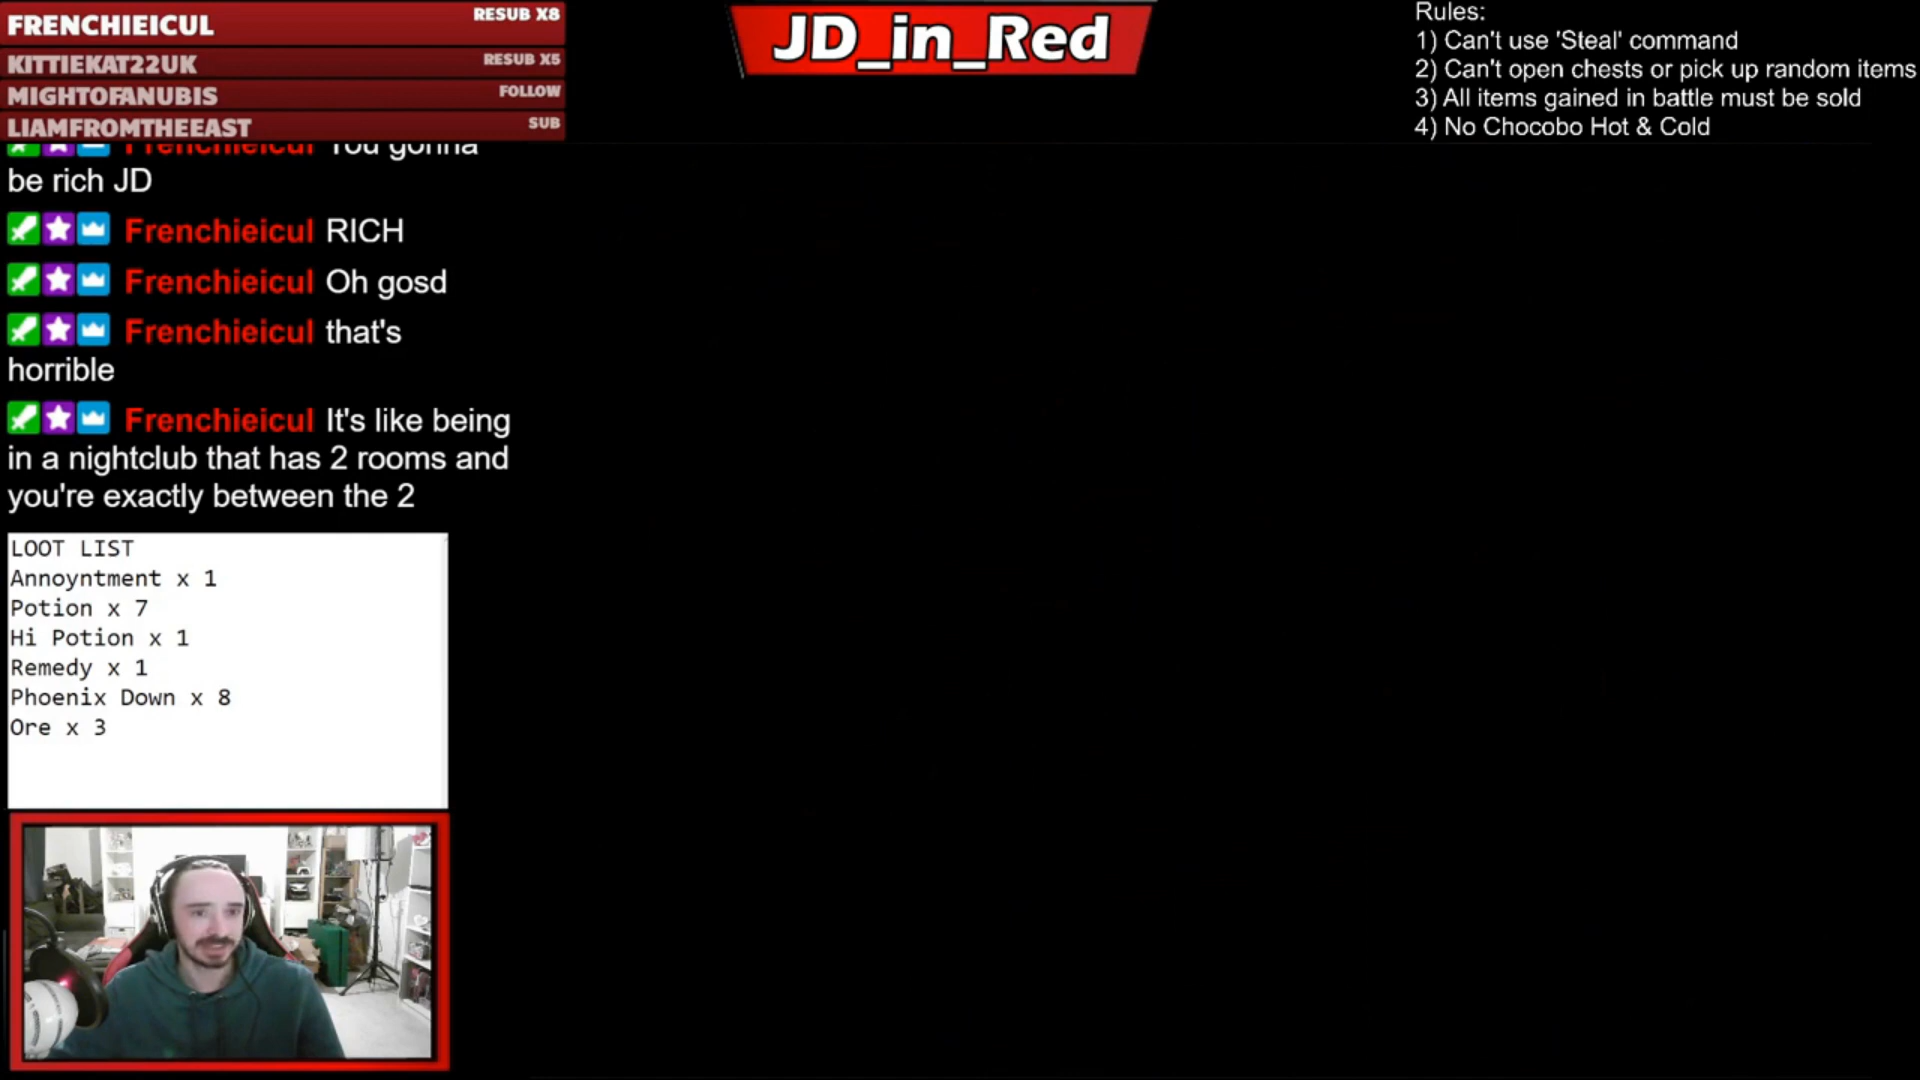 FRENCHIEICUL RESUB X8
KITTIEKAT22UK RESUB X5
MIGHTOFANUBIS FOLLOW
LIAMFROMTHEEAST SUB
JD_in_Red
Rules:
1) Can't use 'Steal' command
2) Can't open chests or pick up random items
3) All items gained in battle must be sold
4) No Chocobo Hot & Cold
Frenchieicul You gonna
be rich JD
Frenchieicul RICH
Frenchieicul Oh gosd
Frenchieicul that's
horrible
Frenchieicul It's like being
in a nightclub that has 2 rooms and
you're exactly between the 2
LOOT LIST
Annoyntment x 1
Potion x 7
Hi Potion x 1
Remedy x 1
Phoenix Down x 8
Ore x 3